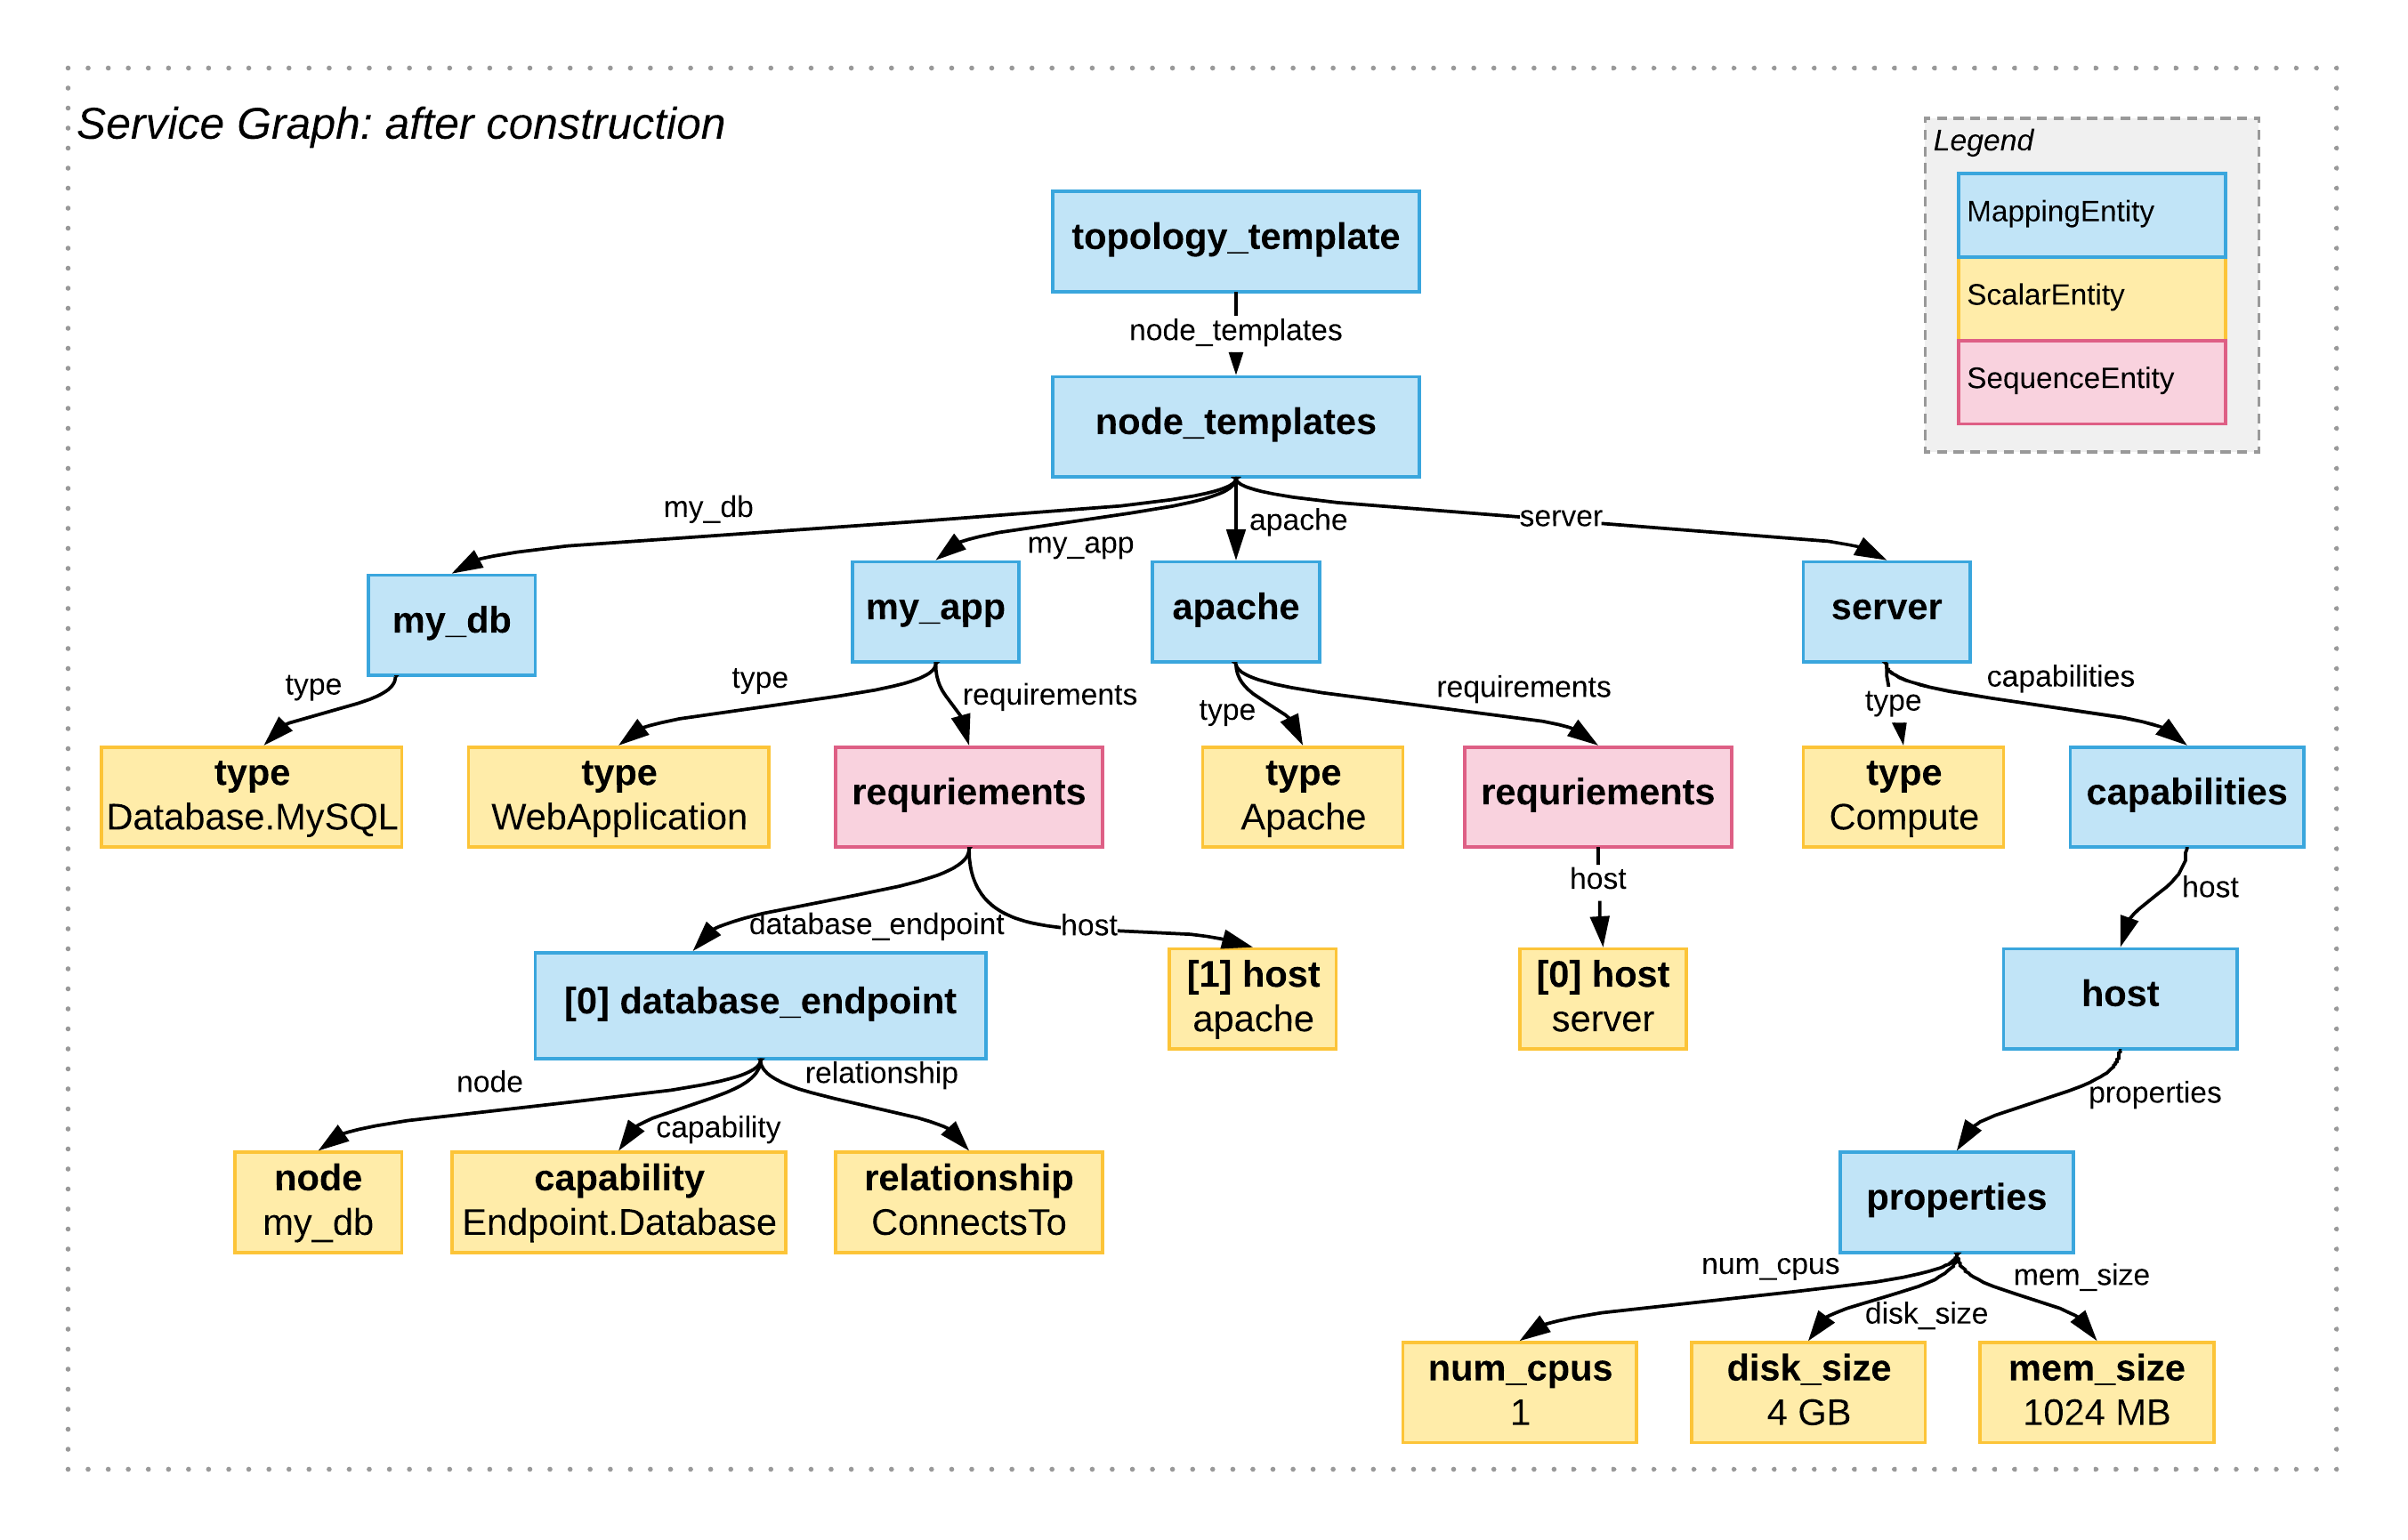 Service Graph: after construction
Legend
MappingEntity
ScalarEntity
SequenceEntity
topology_template
node_templates
node_templates
my_db
my_app
apache
server
my_db
my_app
apache
server
type
type
requirements
type
requirements
type
capabilities
type
Database.MySQL
type
WebApplication
requriements
type
Apache
requriements
type
Compute
capabilities
database_endpoint
host
host
host
[0] database_endpoint
[1] host
apache
[0] host
server
host
node
capability
relationship
properties
node
my_db
capability
Endpoint.Database
relationship
ConnectsTo
properties
num_cpus
disk_size
mem_size
num_cpus
1
disk_size
4 GB
mem_size
1024 MB